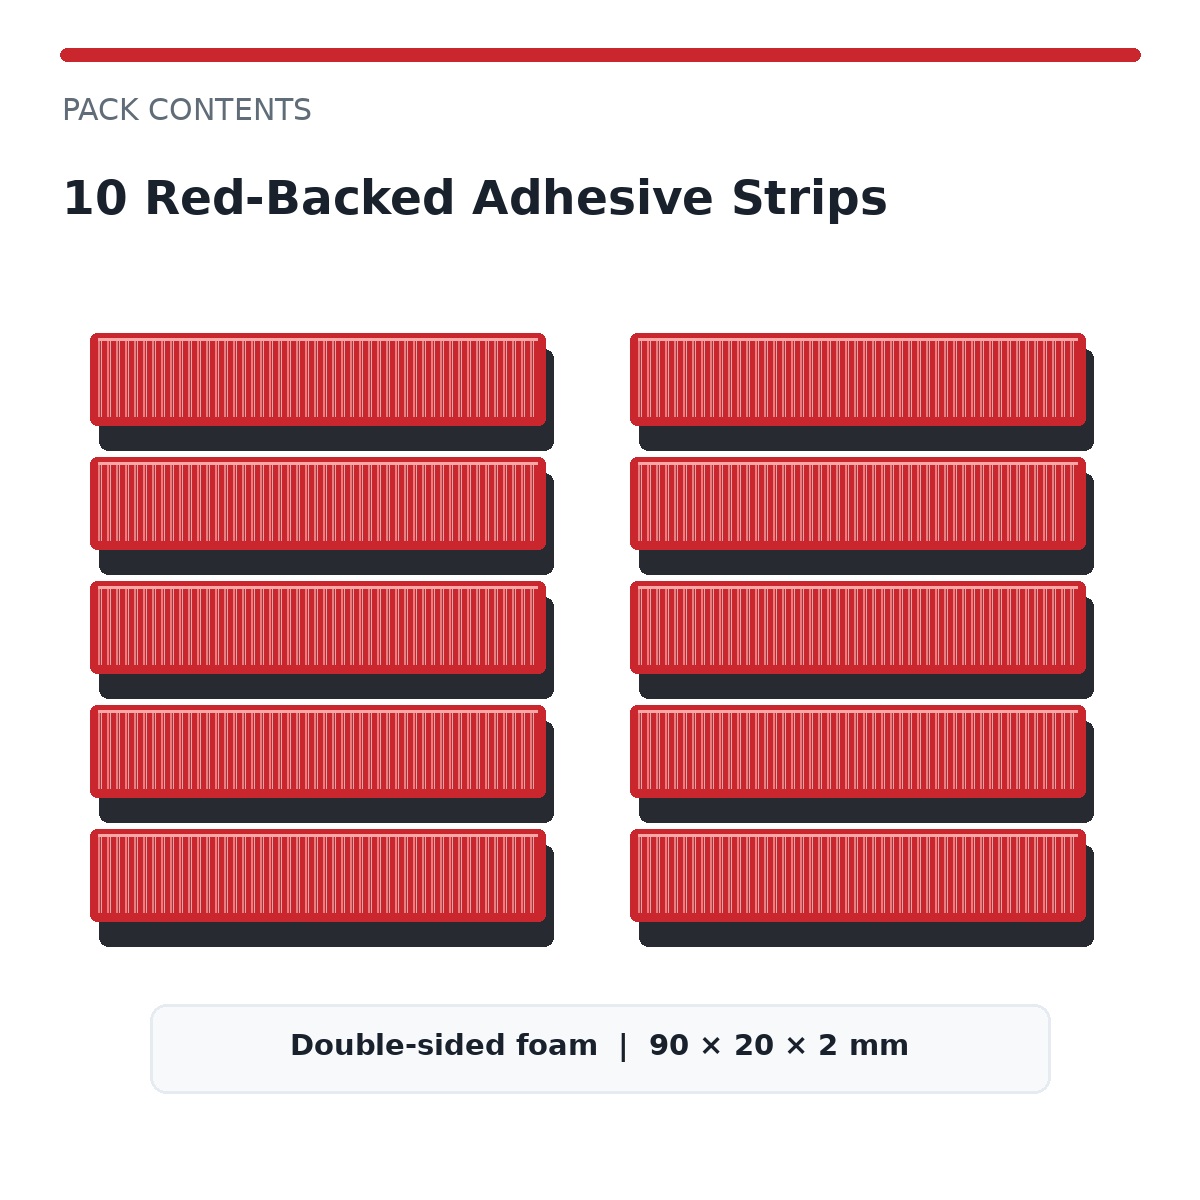 PACK CONTENTS
10 Red-Backed Adhesive Strips
Double-sided foam | 90 × 20 × 2 mm